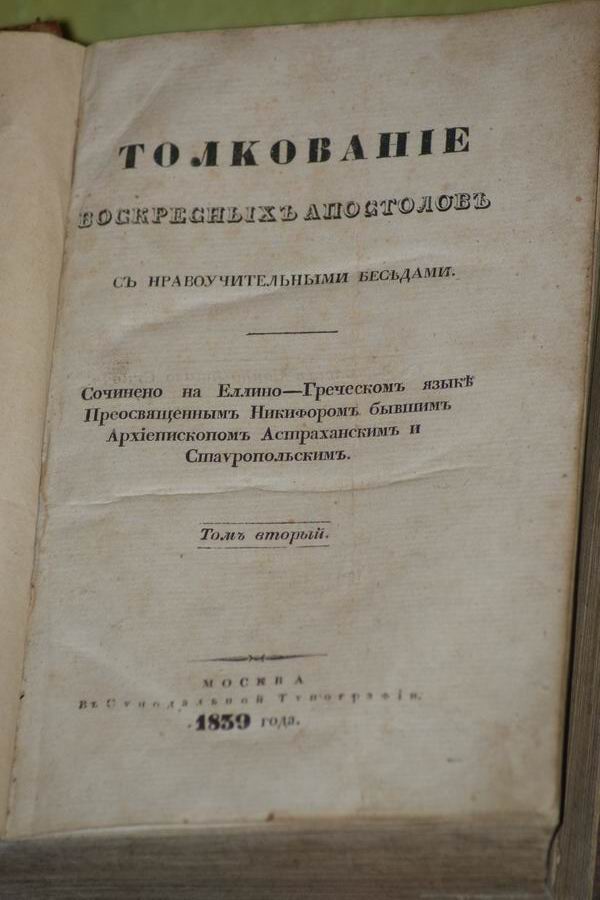 ТОЛКОВАНІЕ
ВОСКРЕСНЫХЪ АПОСТОЛОВЪ
СЪ НРАВОУЧИТЕЛЬНЫМИ БЕСѢДАМИ.
Сочинено на Еллино—Греческомъ языкѣ
Преосвященнымъ Никифоромъ бывшимъ
Архіепископомъ Астраханскимъ и
Ставропольскимъ.
Томъ вторый.
МОСКВА
Въ Сѵнодальной Типографіи,
1839 года.